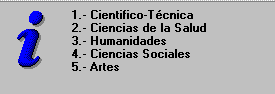 1.- Científico-Técnica
2.- Ciencias de la Salud
3.- Humanidades
4.- Ciencias Sociales
5.- Artes